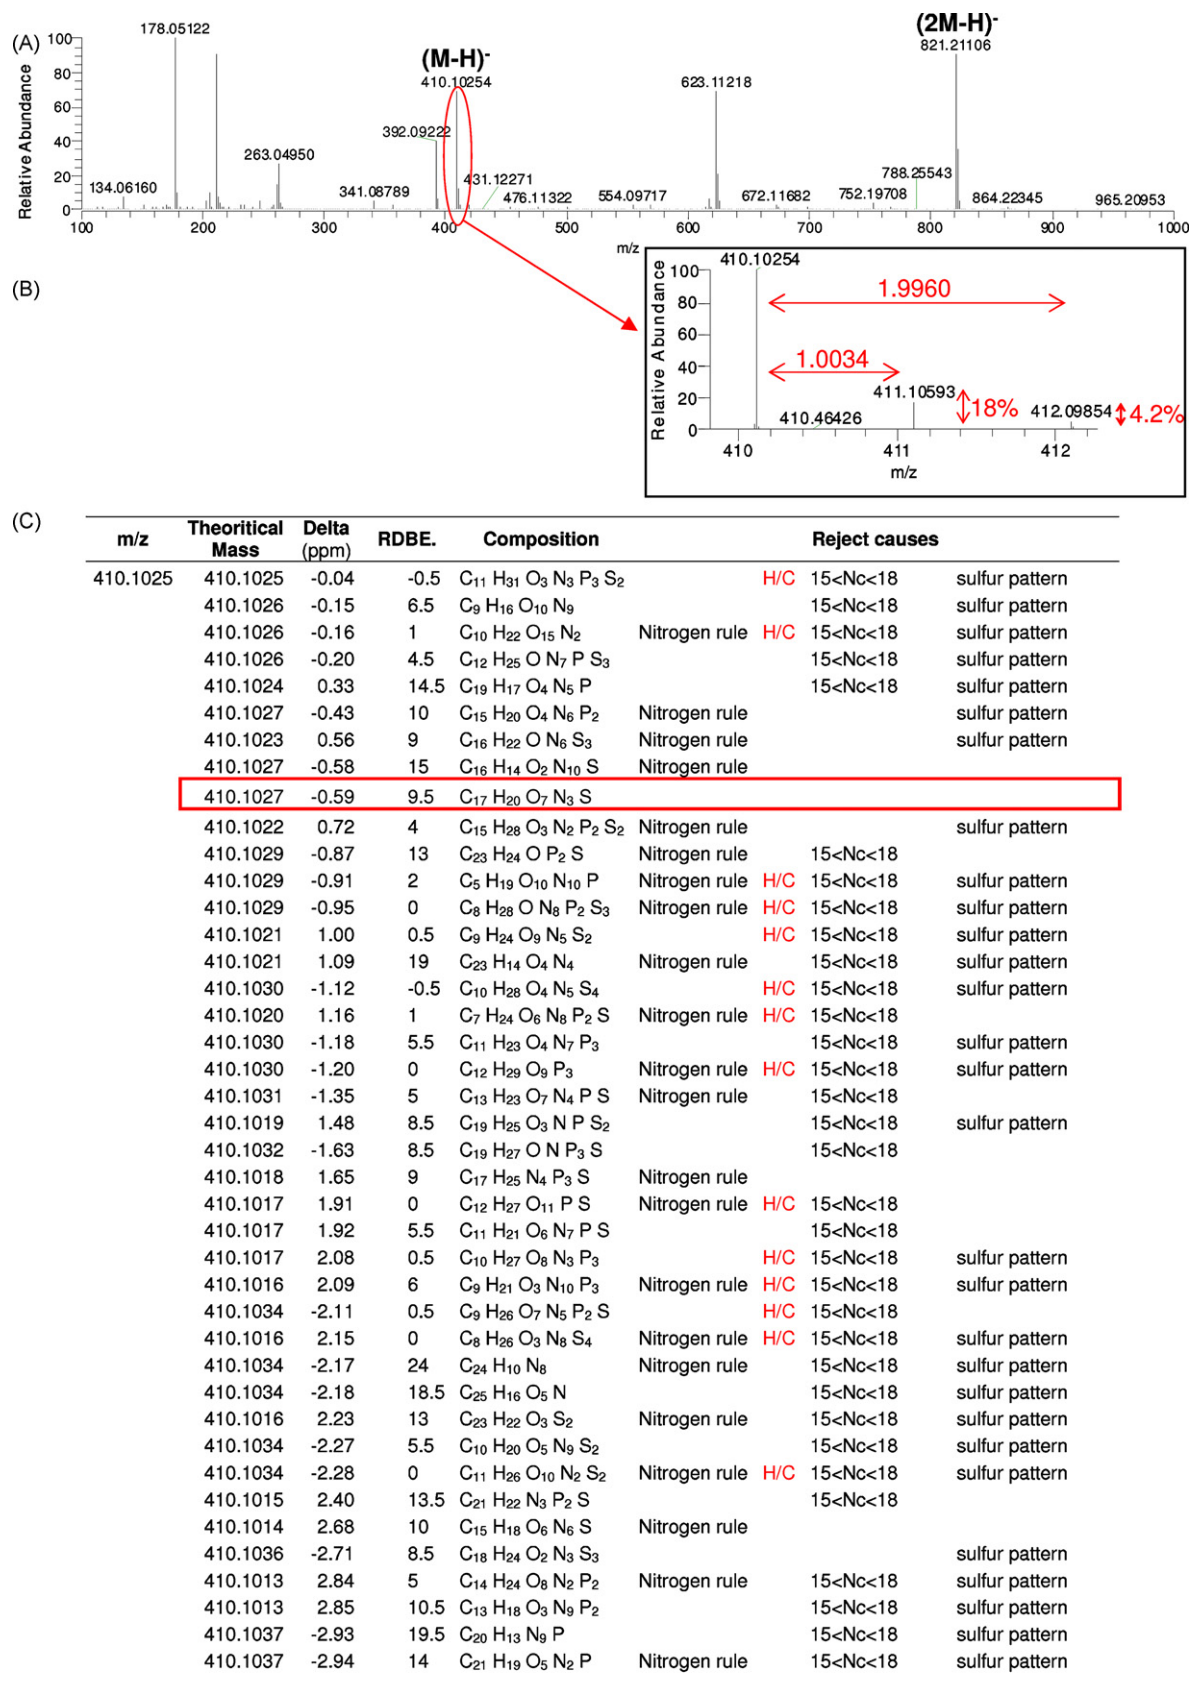 (A)
(M-H)-
(2M-H)-
Relative Abundance
100
80
60
40
20
0
178.05122
134.06160
263.04950
341.08789
392.09222
410.10254
431.12271
476.11322
554.09717
623.11218
672.11682
752.19708
788.25543
821.21106
864.22345
965.20953
100 200 300 400 500 600 700 800 900 1000
m/z
(B)
Relative Abundance
100
80
60
40
20
0
410.10254
1.9960
1.0034
410.46426
411.10593
18%
412.09854
4.2%
410 411 412
m/z
(C)
m/z Theoritical Mass Delta (ppm) RDBE. Composition Reject causes
410.1025 410.1025 -0.04 -0.5 C11 H31 O3 N3 P3 S2 H/C 15<Nc<18 sulfur pattern
410.1026 -0.15 6.5 C9 H16 O10 N9 15<Nc<18 sulfur pattern
410.1026 -0.16 1 C10 H22 O15 N2 Nitrogen rule H/C 15<Nc<18 sulfur pattern
410.1026 -0.20 4.5 C12 H25 O N7 P S3 15<Nc<18 sulfur pattern
410.1024 0.33 14.5 C19 H17 O4 N5 P 15<Nc<18 sulfur pattern
410.1027 -0.43 10 C15 H20 O4 N6 P2 Nitrogen rule sulfur pattern
410.1023 0.56 9 C16 H22 O N6 S3 Nitrogen rule sulfur pattern
410.1027 -0.58 15 C16 H14 O2 N10 S Nitrogen rule
410.1027 -0.59 9.5 C17 H20 O7 N3 S
410.1022 0.72 4 C15 H28 O3 N2 P2 S2 Nitrogen rule sulfur pattern
410.1029 -0.87 13 C23 H24 O P2 S Nitrogen rule 15<Nc<18
410.1029 -0.91 2 C5 H19 O10 N10 P Nitrogen rule H/C 15<Nc<18 sulfur pattern
410.1029 -0.95 0 C8 H28 O N8 P2 S3 Nitrogen rule H/C 15<Nc<18 sulfur pattern
410.1021 1.00 0.5 C9 H24 O9 N5 S2 H/C 15<Nc<18 sulfur pattern
410.1021 1.09 19 C23 H14 O4 N4 Nitrogen rule 15<Nc<18 sulfur pattern
410.1030 -1.12 -0.5 C10 H28 O4 N5 S4 H/C 15<Nc<18 sulfur pattern
410.1020 1.16 1 C7 H24 O6 N8 P2 S Nitrogen rule H/C 15<Nc<18
410.1030 -1.18 5.5 C11 H23 O4 N7 P3 15<Nc<18 sulfur pattern
410.1030 -1.20 0 C12 H29 O9 P3 Nitrogen rule H/C 15<Nc<18 sulfur pattern
410.1031 -1.35 5 C13 H23 O7 N4 P S Nitrogen rule 15<Nc<18
410.1019 1.48 8.5 C19 H25 O3 N P S2 15<Nc<18 sulfur pattern
410.1032 -1.63 8.5 C19 H27 O N P3 S 15<Nc<18
410.1018 1.65 9 C17 H25 N4 P3 S Nitrogen rule
410.1017 1.91 0 C12 H27 O11 P S Nitrogen rule H/C 15<Nc<18
410.1017 1.92 5.5 C11 H21 O6 N7 P S 15<Nc<18
410.1017 2.08 0.5 C10 H27 O8 N3 P3 H/C 15<Nc<18 sulfur pattern
410.1016 2.09 6 C9 H21 O3 N10 P3 Nitrogen rule H/C 15<Nc<18 sulfur pattern
410.1034 -2.11 0.5 C9 H26 O7 N5 P2 S H/C 15<Nc<18
410.1016 2.15 0 C8 H26 O3 N8 S4 Nitrogen rule H/C 15<Nc<18 sulfur pattern
410.1034 -2.17 24 C24 H10 N8 Nitrogen rule 15<Nc<18 sulfur pattern
410.1034 -2.18 18.5 C25 H16 O5 N 15<Nc<18 sulfur pattern
410.1016 2.23 13 C23 H22 O3 S2 Nitrogen rule 15<Nc<18 sulfur pattern
410.1034 -2.27 5.5 C10 H20 O5 N9 S2 15<Nc<18 sulfur pattern
410.1034 -2.28 0 C11 H26 O10 N2 S2 Nitrogen rule H/C 15<Nc<18 sulfur pattern
410.1015 2.40 13.5 C21 H22 N3 P2 S 15<Nc<18
410.1014 2.68 10 C15 H18 O6 N6 S Nitrogen rule
410.1036 -2.71 8.5 C18 H24 O2 N3 S3 sulfur pattern
410.1013 2.84 5 C14 H24 O8 N2 P2 Nitrogen rule 15<Nc<18 sulfur pattern
410.1013 2.85 10.5 C13 H18 O3 N9 P2 15<Nc<18 sulfur pattern
410.1037 -2.93 19.5 C20 H13 N9 P 15<Nc<18 sulfur pattern
410.1037 -2.94 14 C21 H19 O5 N2 P Nitrogen rule 15<Nc<18 sulfur pattern